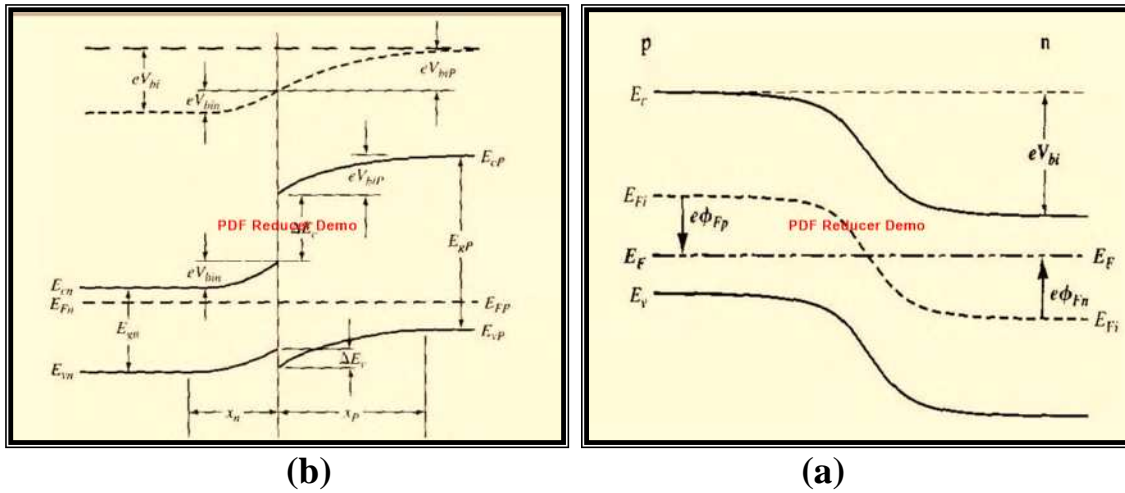 eV_bi
eV_bin
eV_biP
E_cP
eV_biP
PDF Reducer Demo
ΔE_c
E_gP
eV_bin
E_cn
E_Fn
E_FP
E_gn
E_vP
ΔE_v
E_vn
x_n
x_P
(b)
p
n
E_c
eV_bi
E_Fi
eϕ_Fp
PDF Reducer Demo
E_F
E_F
E_v
eϕ_Fn
E_Fi
(a)